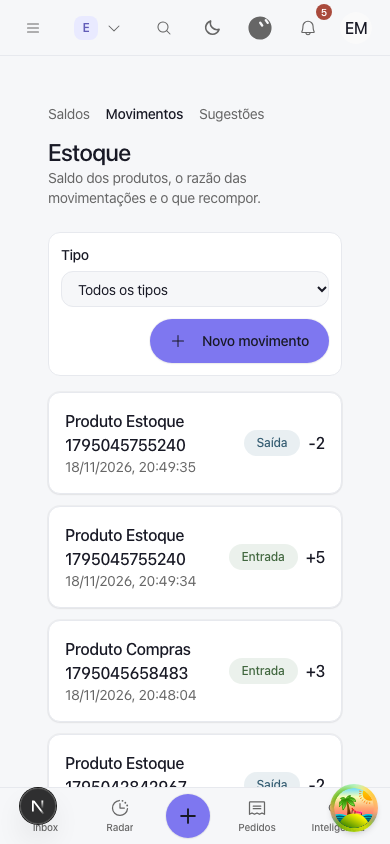 E
5
EM
Saldos Movimentos Sugestões
Estoque
Saldo dos produtos, o razão das
movimentações e o que recompor.
Tipo
Todos os tipos
Novo movimento
Produto Estoque
1795045755240
18/11/2026, 20:49:35
Saída -2
Produto Estoque
1795045755240
18/11/2026, 20:49:34
Entrada +5
Produto Compras
1795045658483
18/11/2026, 20:48:04
Entrada +3
Produto Estoque
Saída -2
N
Inbox Radar Pedidos